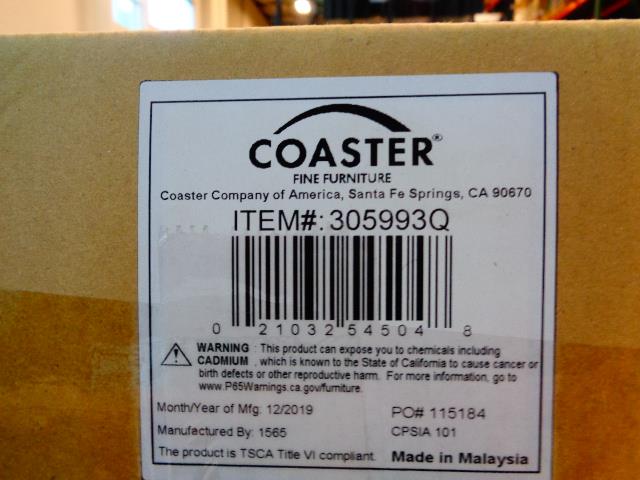 COASTER®
FINE FURNITURE
Coaster Company of America, Santa Fe Springs, CA 90670
ITEM#: 305993Q
0 21032 54504 8
WARNING : This product can expose you to chemicals including
CADMIUM , which is known to the State of California to cause cancer or
birth defects or other reproductive harm. For more information, go to
www.P65Warnings.ca.gov/furniture.
Month/Year of Mfg: 12/2019 PO# 115184
Manufactured By: 1565 CPSIA 101
The product is TSCA Title VI compliant. Made in Malaysia